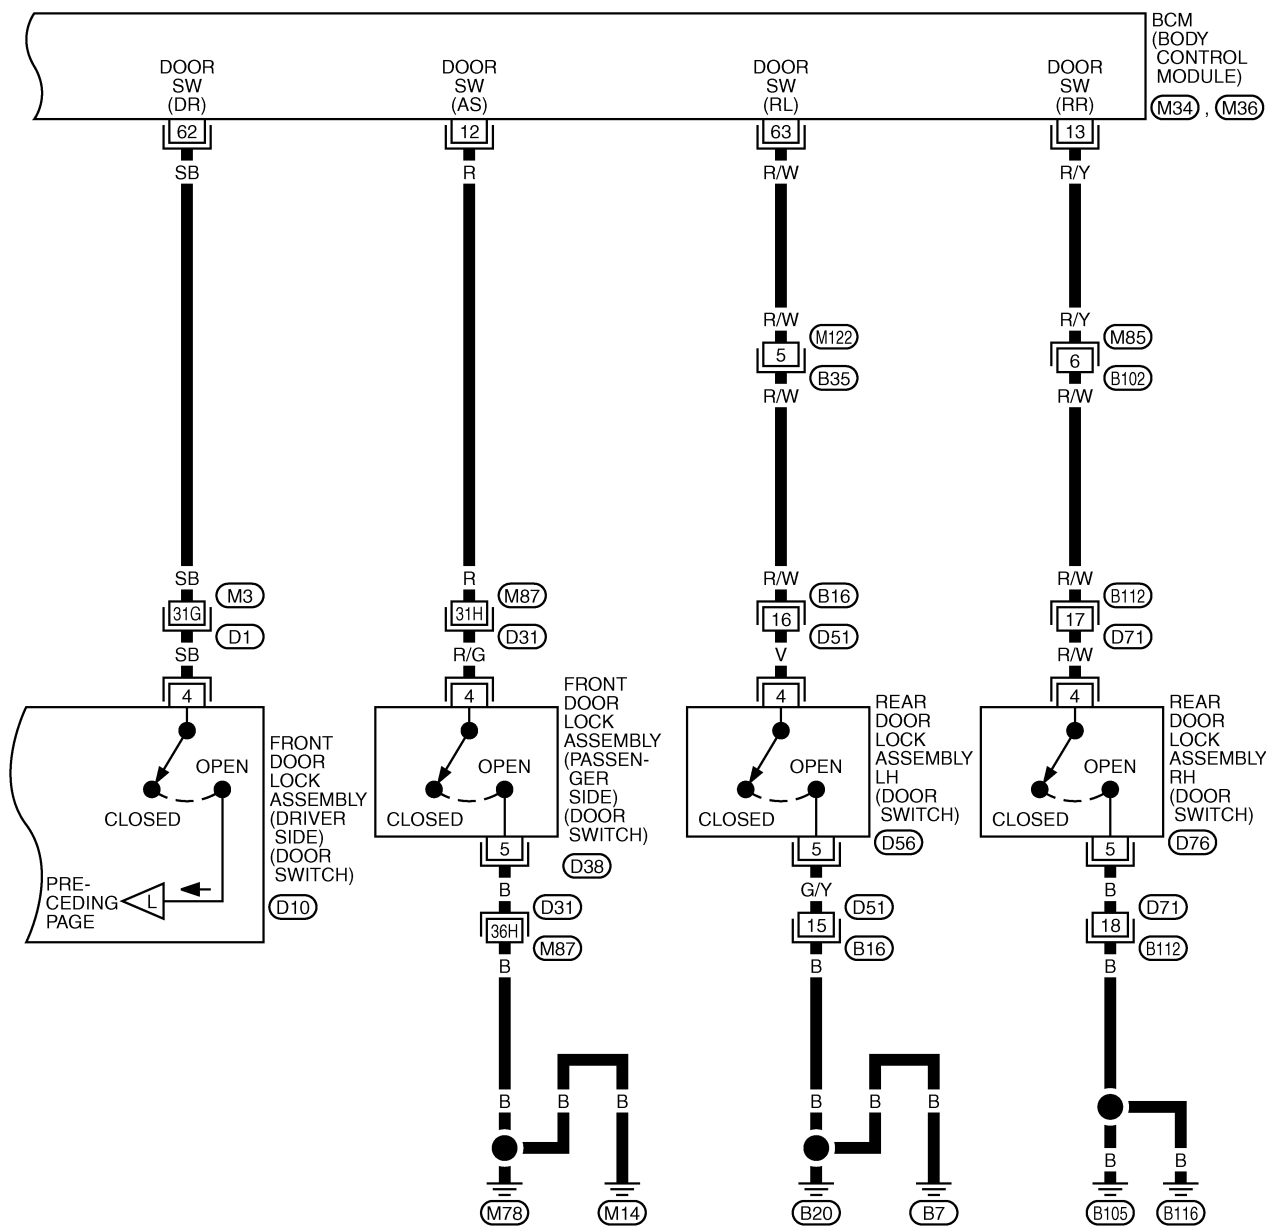 BCM
(BODY
CONTROL
MODULE)
M34 , M36
DOOR
SW
(DR)
DOOR
SW
(AS)
DOOR
SW
(RL)
DOOR
SW
(RR)
62
12
63
13
SB
R
R/W
R/Y
R/W
R/Y
M122
M85
5
6
B35
B102
R/W
R/W
SB
R
R/W
R/W
M3
M87
B16
B112
31G
31H
16
17
D1
D31
D51
D71
SB
R/G
V
R/W
4
4
4
4
OPEN
CLOSED
FRONT
DOOR
LOCK
ASSEMBLY
(DRIVER
SIDE)
(DOOR
SWITCH)
D10
PRE-
CEDING
PAGE
L
OPEN
CLOSED
FRONT
DOOR
LOCK
ASSEMBLY
(PASSEN-
GER
SIDE)
(DOOR
SWITCH)
D38
OPEN
CLOSED
REAR
DOOR
LOCK
ASSEMBLY
LH
(DOOR
SWITCH)
D56
OPEN
CLOSED
REAR
DOOR
LOCK
ASSEMBLY
RH
(DOOR
SWITCH)
D76
5
5
5
B
G/Y
B
D31
D51
D71
36H
15
18
M87
B16
B112
B
B
B
B
B
B
B
B
B
B
B
M78
M14
B20
B7
B105
B116